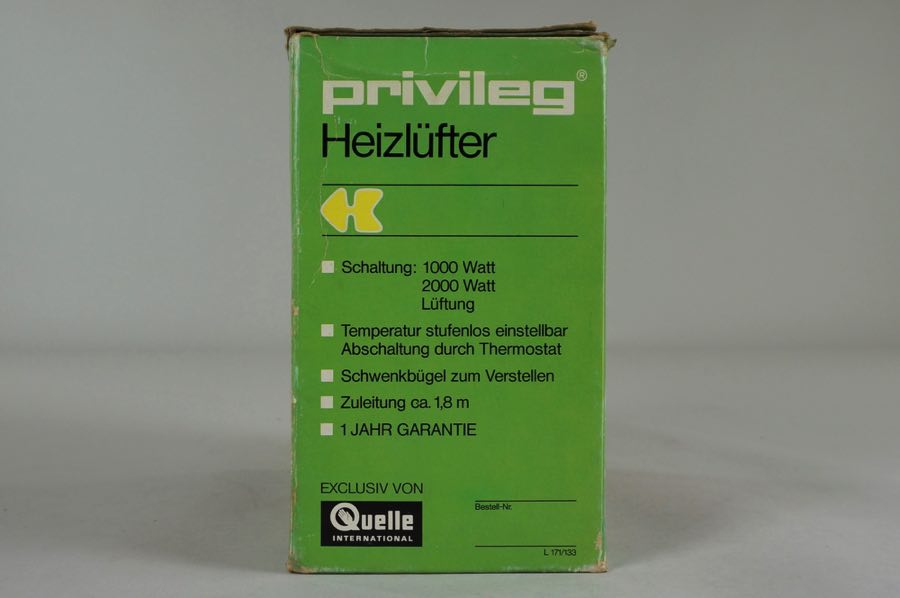 privileg®
Heizlüfter
Schaltung: 1000 Watt
2000 Watt
Lüftung
Temperatur stufenlos einstellbar
Abschaltung durch Thermostat
Schwenkbügel zum Verstellen
Zuleitung ca. 1,8 m
1 JAHR GARANTIE
EXCLUSIV VON
Quelle
INTERNATIONAL
Bestell-Nr.
L 171/133